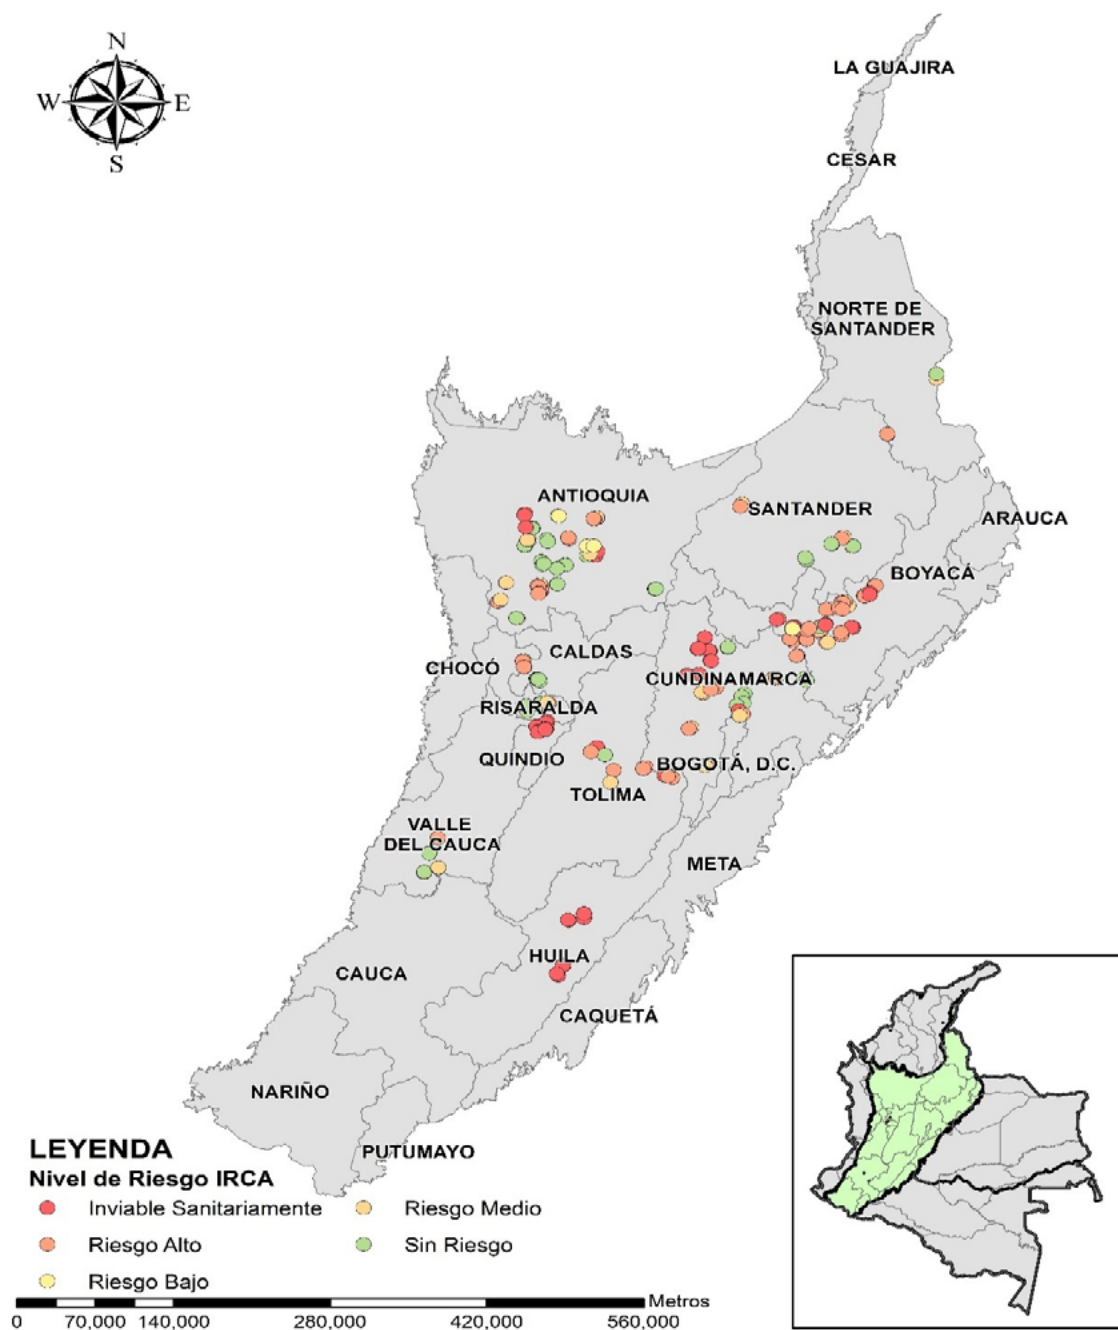 N
W E
S
LA GUAJIRA
CESAR
NORTE DE
SANTANDER
ANTIOQUIA
SANTANDER
ARAUCA
BOYACÁ
CALDAS
CHOCÓ
CUNDINAMARCA
RISARALDA
QUINDIO
BOGOTÁ, D.C.
TOLIMA
VALLE
DEL CAUCA
META
HUILA
CAUCA
CAQUETÁ
NARIÑO
PUTUMAYO
LEYENDA
Nivel de Riesgo IRCA
Inviable Sanitariamente Riesgo Medio
Riesgo Alto Sin Riesgo
Riesgo Bajo
Metros
0 70,000 140,000 280,000 420,000 560,000